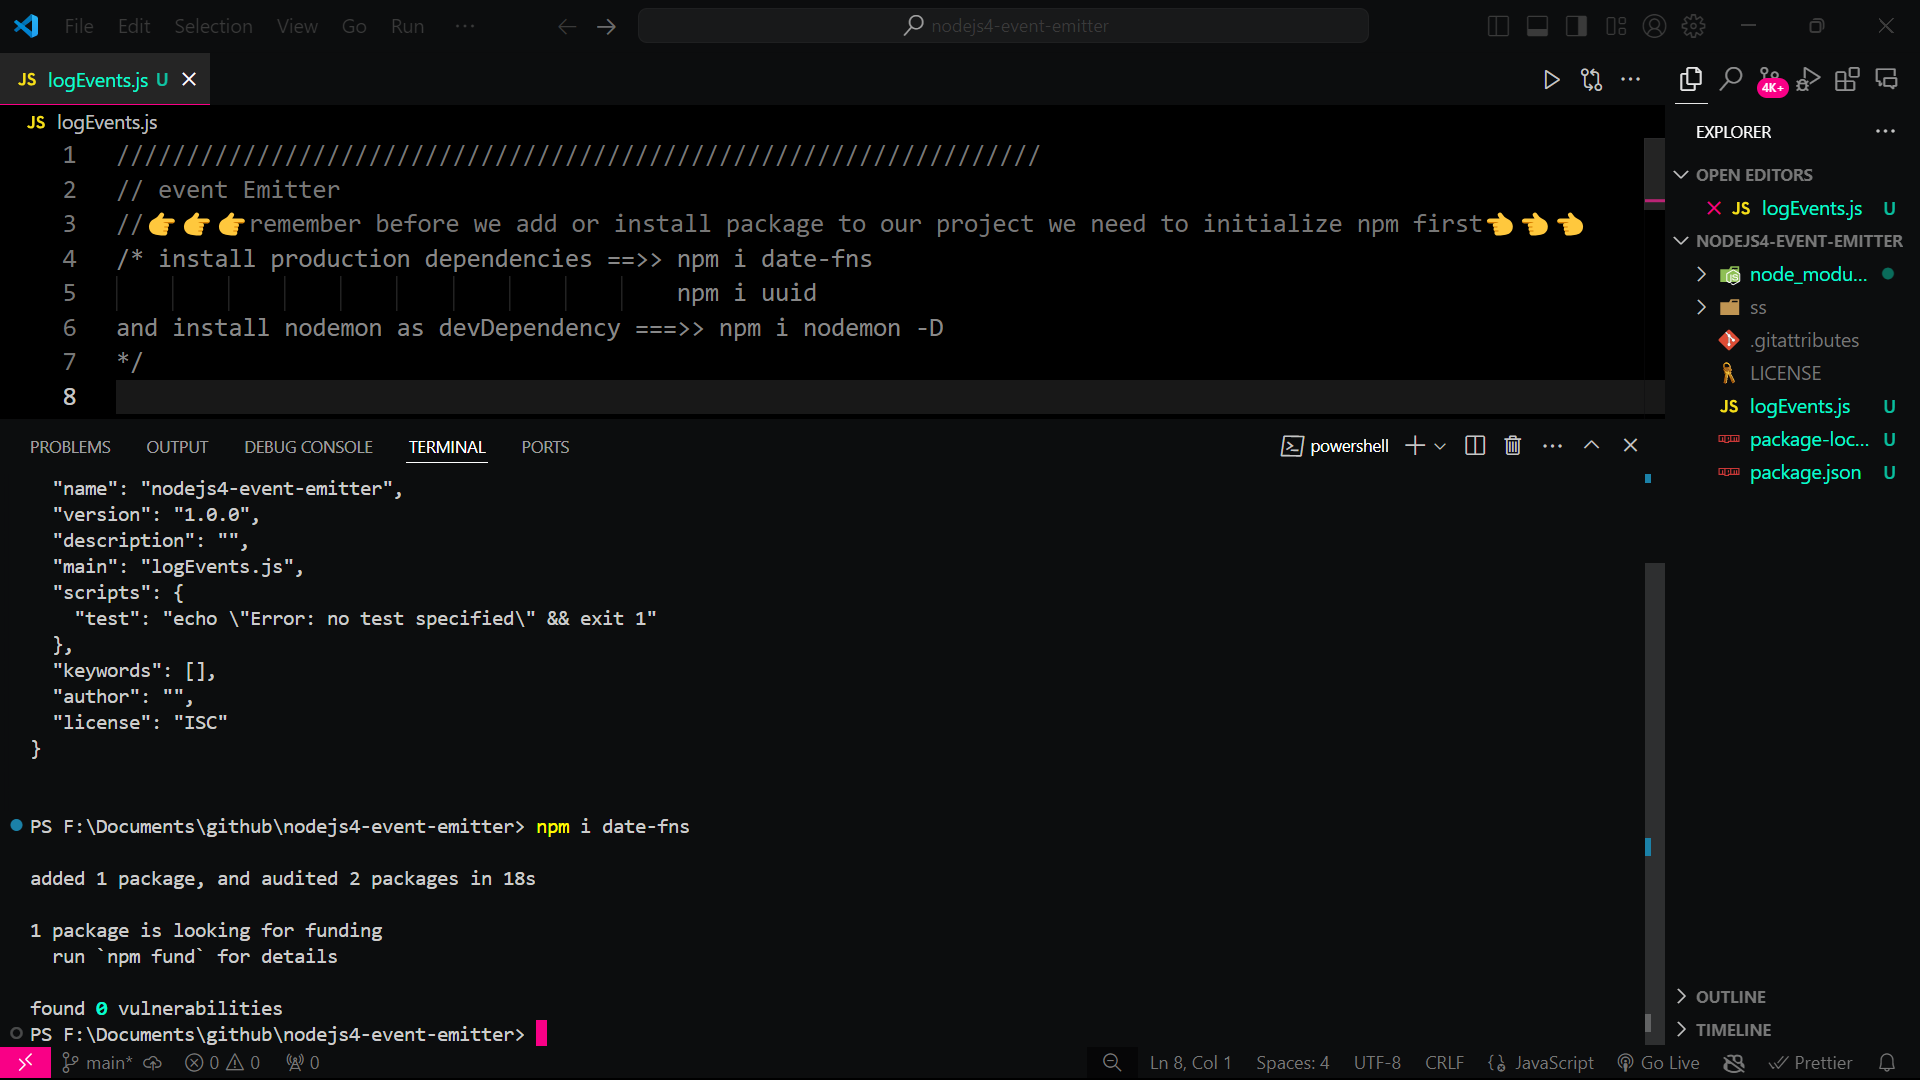 File Edit Selection View Go Run ··· nodejs4-event-emitter
JS logEvents.js U
4K+
JS logEvents.js
1 //////////////////////////////////////////////////////////////////
2 // event Emitter
3 //👉👉👉remember before we add or install package to our project we need to initialize npm first👈👈👈
4 /* install production dependencies ==>> npm i date-fns
5 npm i uuid
6 and install nodemon as devDependency ===>> npm i nodemon -D
7 */
8
PROBLEMS OUTPUT DEBUG CONSOLE TERMINAL PORTS powershell
"name": "nodejs4-event-emitter",
"version": "1.0.0",
"description": "",
"main": "logEvents.js",
"scripts": {
"test": "echo \"Error: no test specified\" && exit 1"
},
"keywords": [],
"author": "",
"license": "ISC"
}
PS F:\Documents\github\nodejs4-event-emitter> npm i date-fns
added 1 package, and audited 2 packages in 18s
1 package is looking for funding
run `npm fund` for details
found 0 vulnerabilities
PS F:\Documents\github\nodejs4-event-emitter>
EXPLORER
OPEN EDITORS
JS logEvents.js U
NODEJS4-EVENT-EMITTER
node_modu...
ss
.gitattributes
LICENSE
JS logEvents.js U
package-loc... U
package.json U
OUTLINE
TIMELINE
main* 0 0 0 Ln 8, Col 1 Spaces: 4 UTF-8 CRLF JavaScript Go Live Prettier